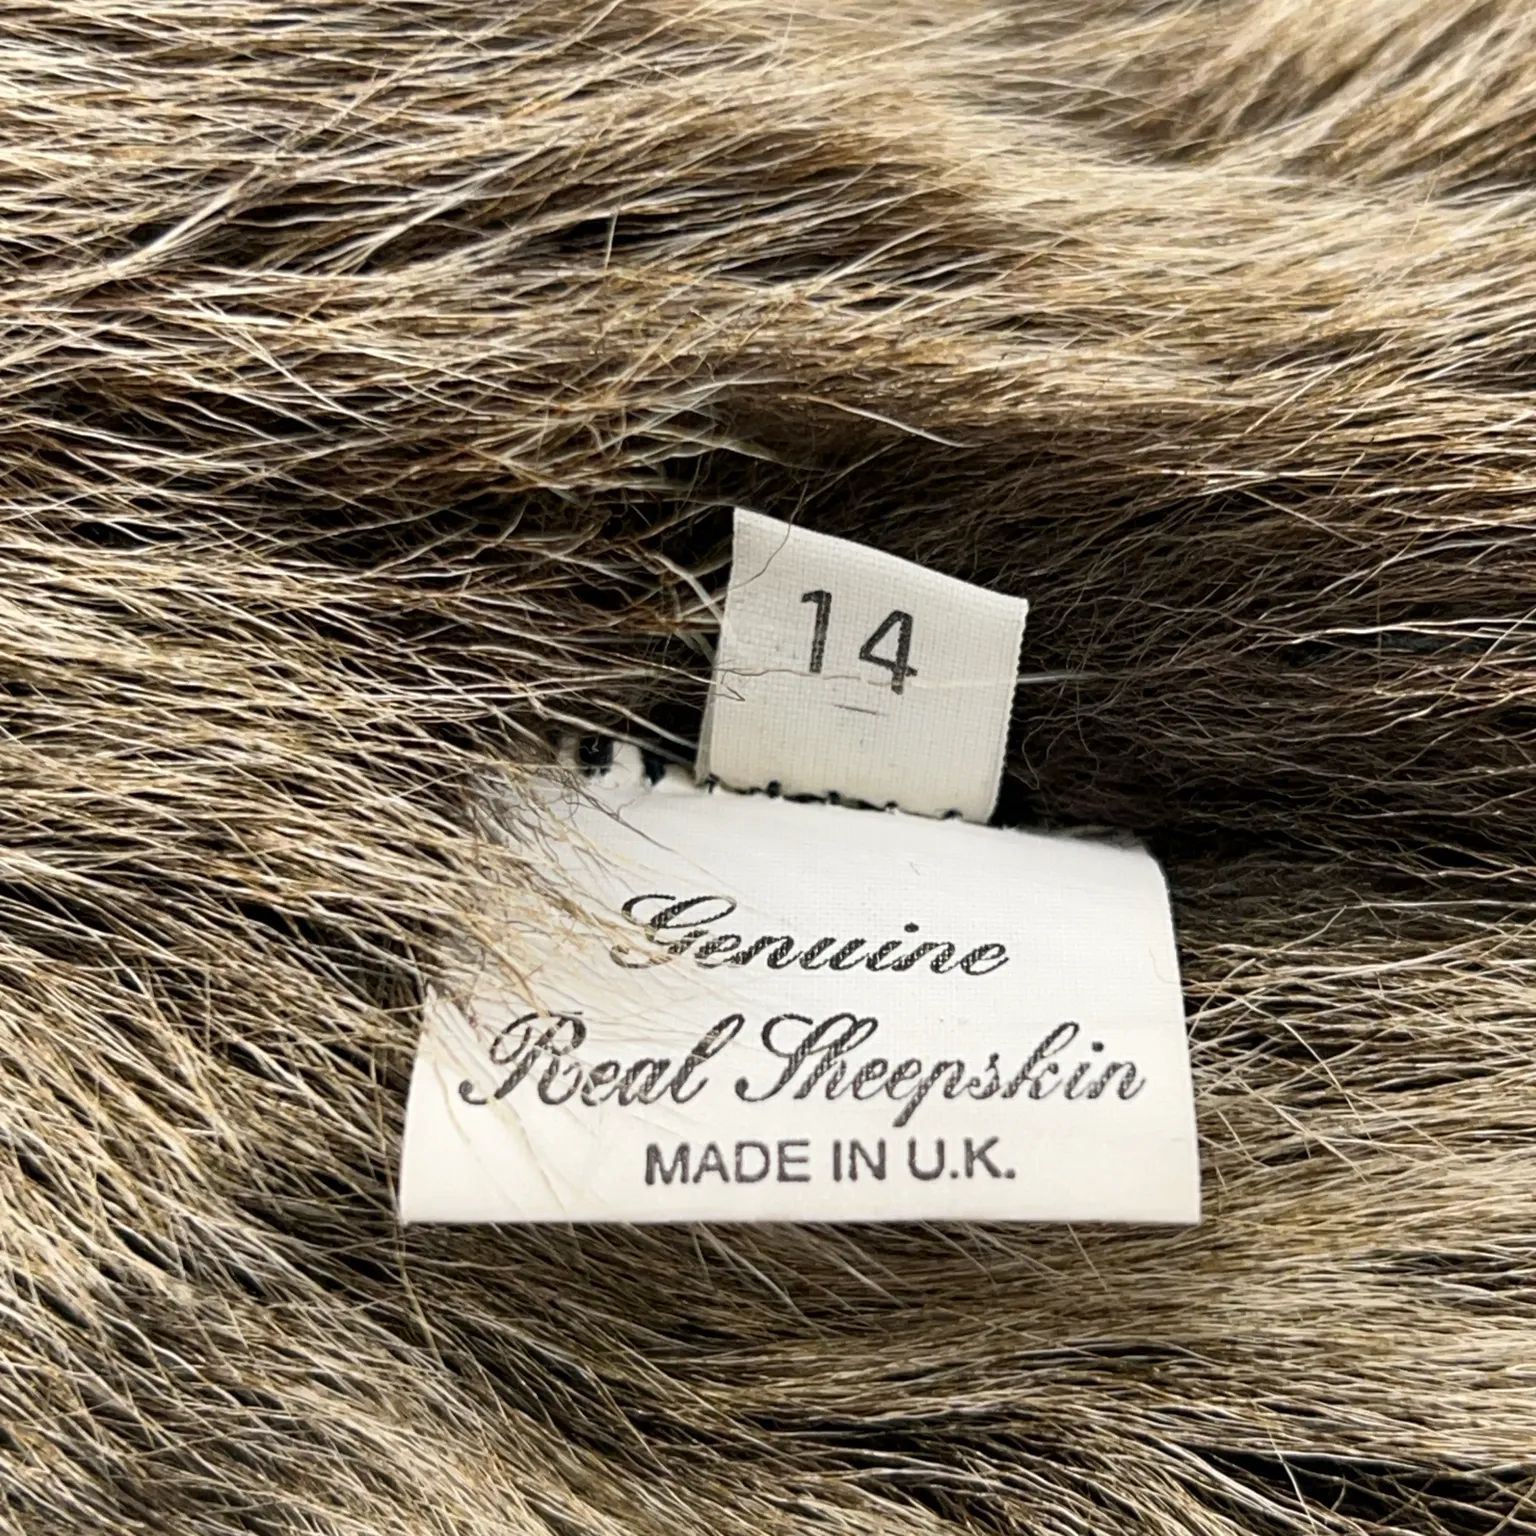 14
Genuine
Real Sheepskin
MADE IN U.K.